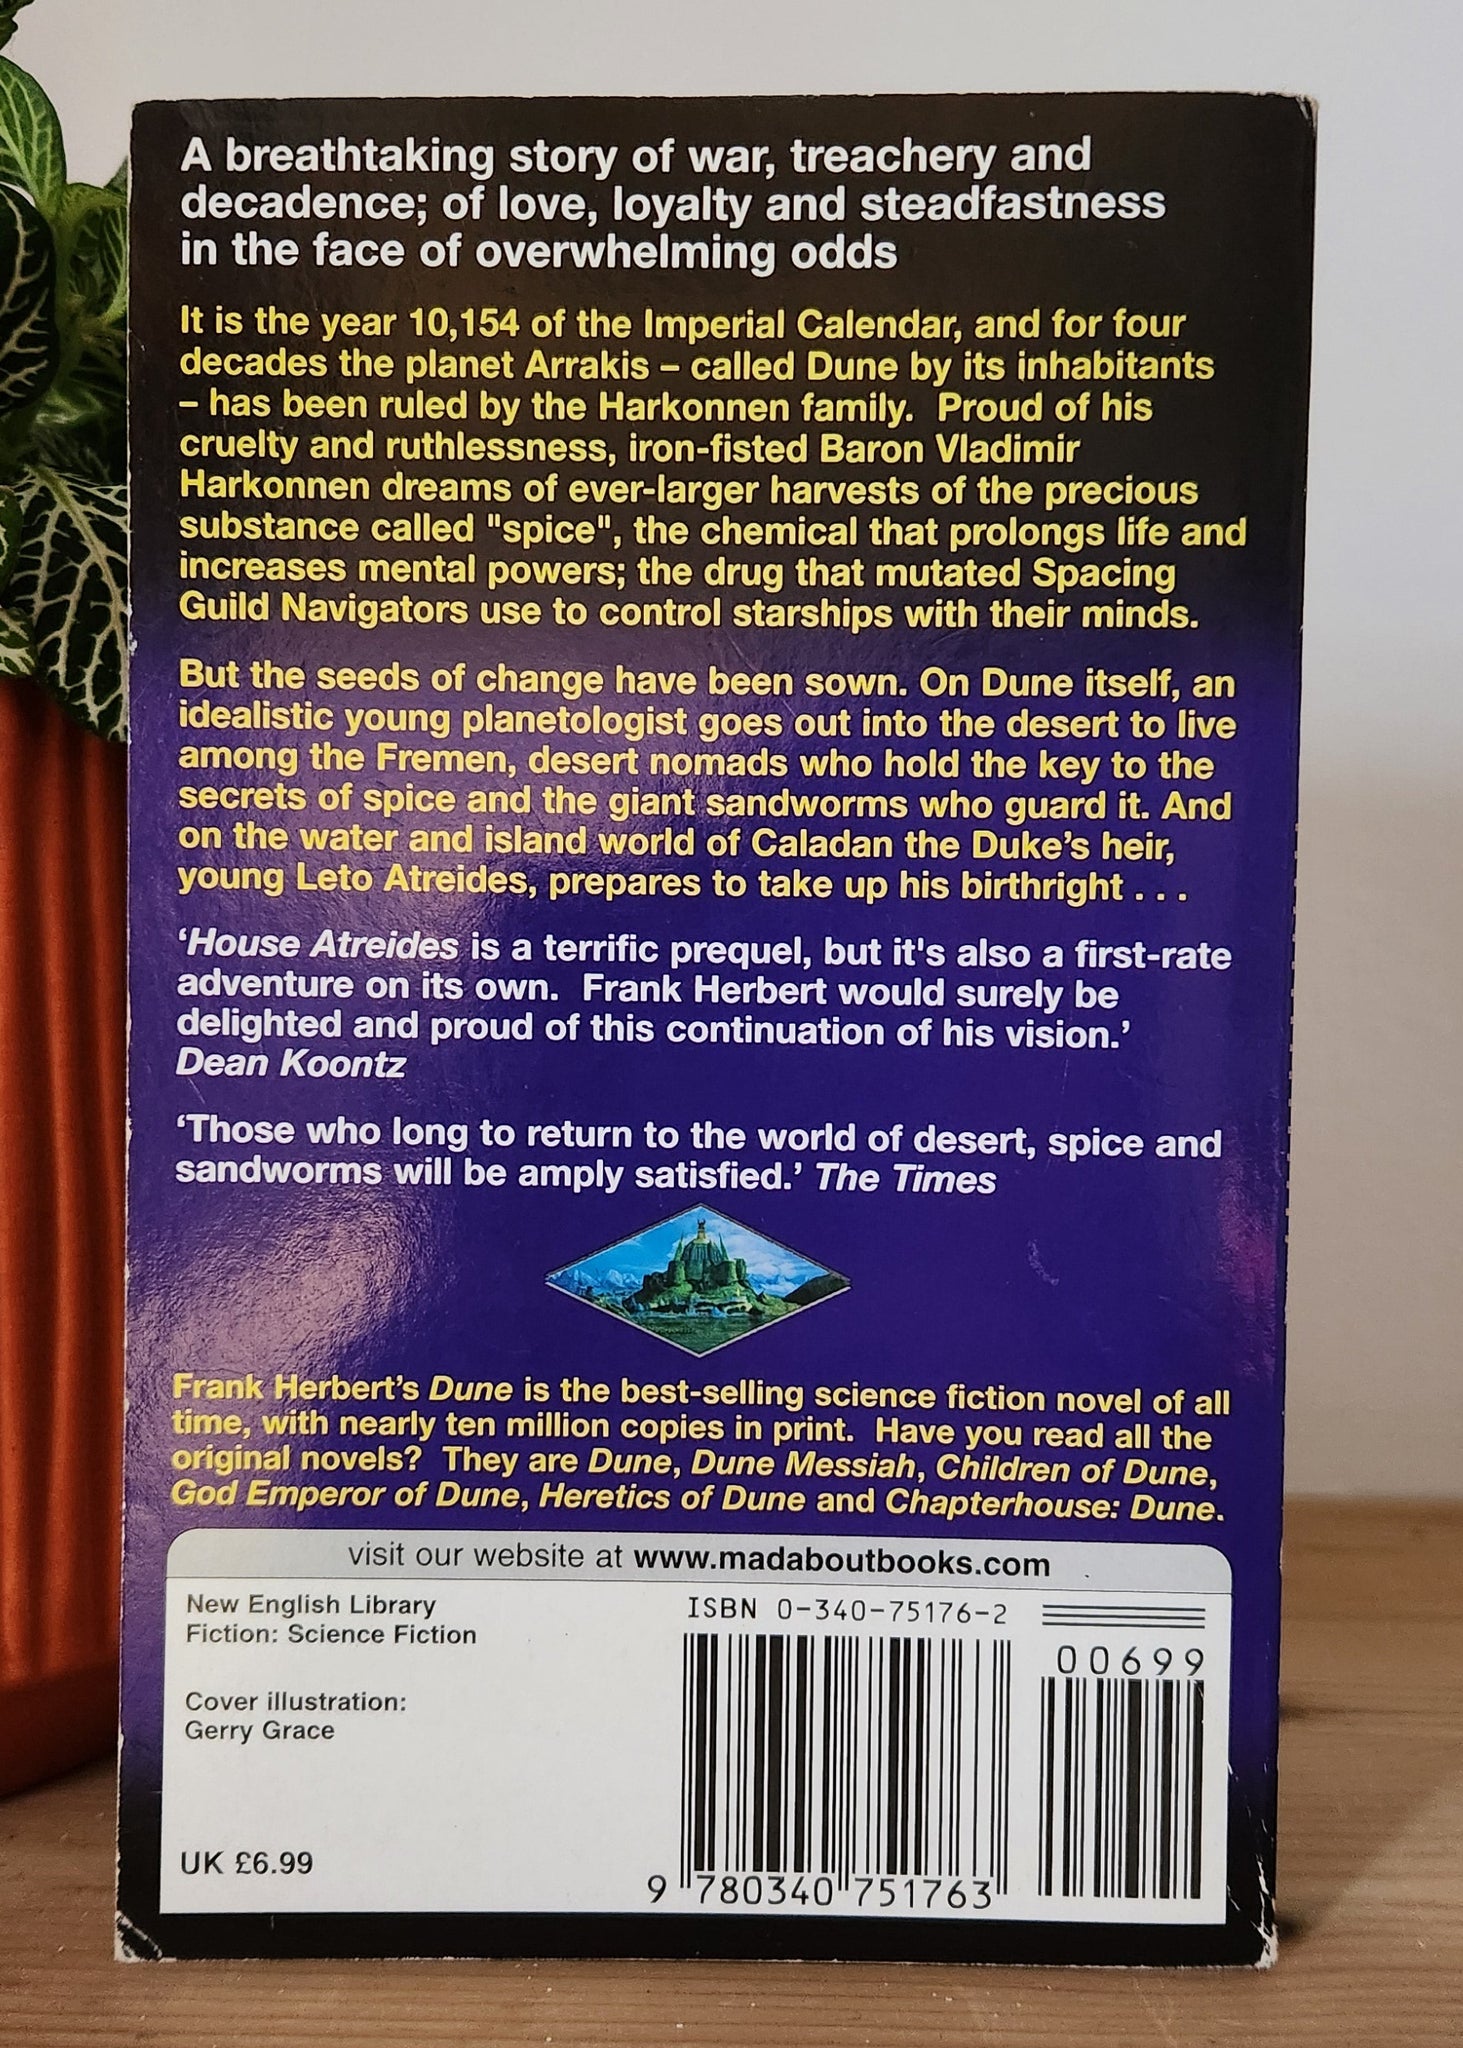 A breathtaking story of war, treachery and
decadence; of love, loyalty and steadfastness
in the face of overwhelming odds
It is the year 10,154 of the Imperial Calendar, and for four
decades the planet Arrakis – called Dune by its inhabitants
– has been ruled by the Harkonnen family. Proud of his
cruelty and ruthlessness, iron-fisted Baron Vladimir
Harkonnen dreams of ever-larger harvests of the precious
substance called "spice", the chemical that prolongs life and
increases mental powers; the drug that mutated Spacing
Guild Navigators use to control starships with their minds.
But the seeds of change have been sown. On Dune itself, an
idealistic young planetologist goes out into the desert to live
among the Fremen, desert nomads who hold the key to the
secrets of spice and the giant sandworms who guard it. And
on the water and island world of Caladan the Duke's heir,
young Leto Atreides, prepares to take up his birthright . . .
‘House Atreides is a terrific prequel, but it's also a first-rate
adventure on its own. Frank Herbert would surely be
delighted and proud of this continuation of his vision.’
Dean Koontz
‘Those who long to return to the world of desert, spice and
sandworms will be amply satisfied.’ The Times
Frank Herbert’s Dune is the best-selling science fiction novel of all
time, with nearly ten million copies in print. Have you read all the
original novels? They are Dune, Dune Messiah, Children of Dune,
God Emperor of Dune, Heretics of Dune and Chapterhouse: Dune.
visit our website at www.madaboutbooks.com
New English Library
Fiction: Science Fiction
Cover illustration:
Gerry Grace
UK £6.99
ISBN 0-340-75176-2
00699
9 780340 751763